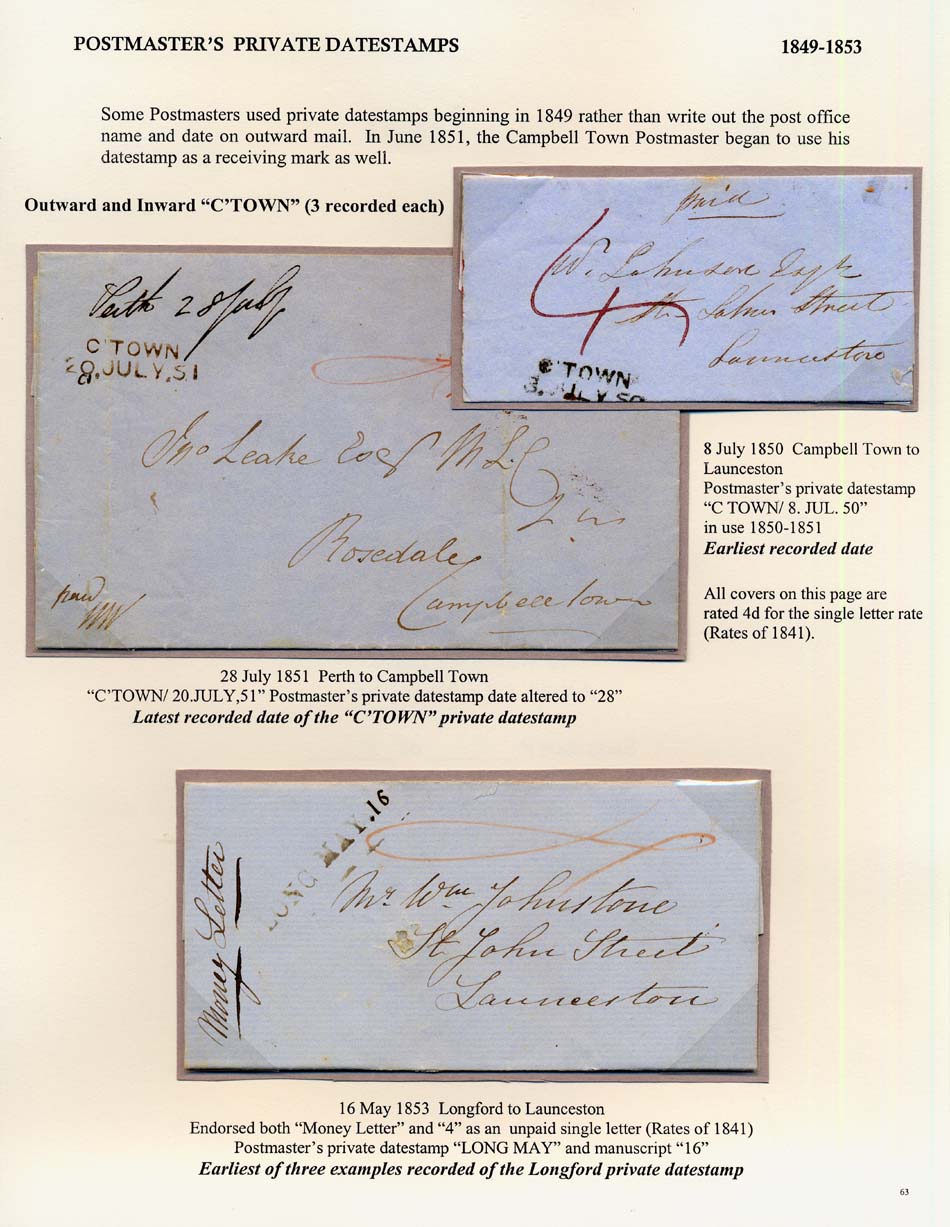 POSTMASTER'S PRIVATE DATESTAMPS 1849-1853
Some Postmasters used private datestamps beginning in 1849 rather than write out the post office
name and date on outward mail. In June 1851, the Campbell Town Postmaster began to use his
datestamp as a receiving mark as well.
Outward and Inward “C'TOWN” (3 recorded each)
paid
4
W. Johnson Esqr
St. Johns Street
Launceston
C'TOWN
8. JUL Y 50
Perth 28 July
C'TOWN
20.JULY,51
Jno Leake Esq M.L.C
Rosedale
Campbell town
paid
8 July 1850 Campbell Town to
Launceston
Postmaster's private datestamp
“C TOWN/ 8. JUL. 50”
in use 1850-1851
Earliest recorded date
All covers on this page are
rated 4d for the single letter rate
(Rates of 1841).
28 July 1851 Perth to Campbell Town
“C'TOWN/ 20.JULY,51” Postmaster's private datestamp date altered to “28”
Latest recorded date of the “C'TOWN” private datestamp
LONG MAY.16
Money Letter
Mr. Wm Johnstone
St. John Street
Launceston
16 May 1853 Longford to Launceston
Endorsed both “Money Letter” and “4” as an unpaid single letter (Rates of 1841)
Postmaster's private datestamp “LONG MAY” and manuscript “16”
Earliest of three examples recorded of the Longford private datestamp
63